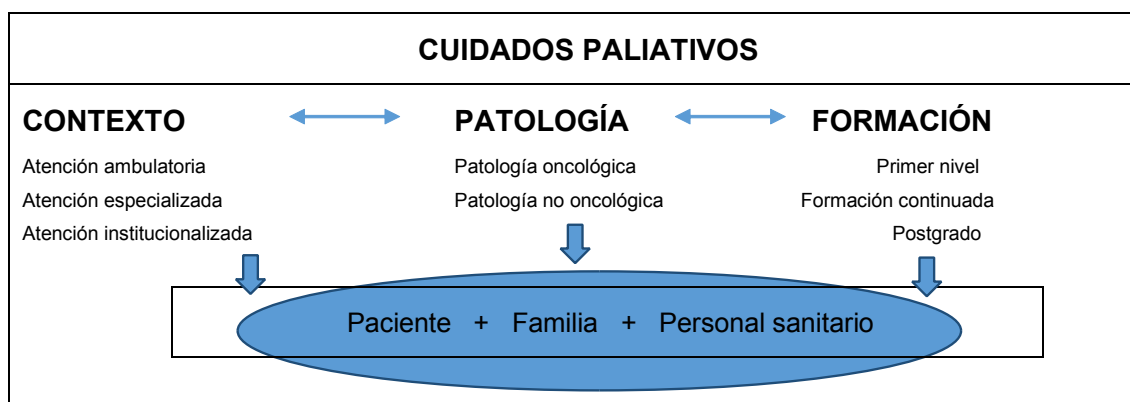 CUIDADOS PALIATIVOS
CONTEXTO PATOLOGÍA FORMACIÓN
Atención ambulatoria Patología oncológica Primer nivel
Atención especializada Patología no oncológica Formación continuada
Atención institucionalizada Postgrado
Paciente + Familia + Personal sanitario